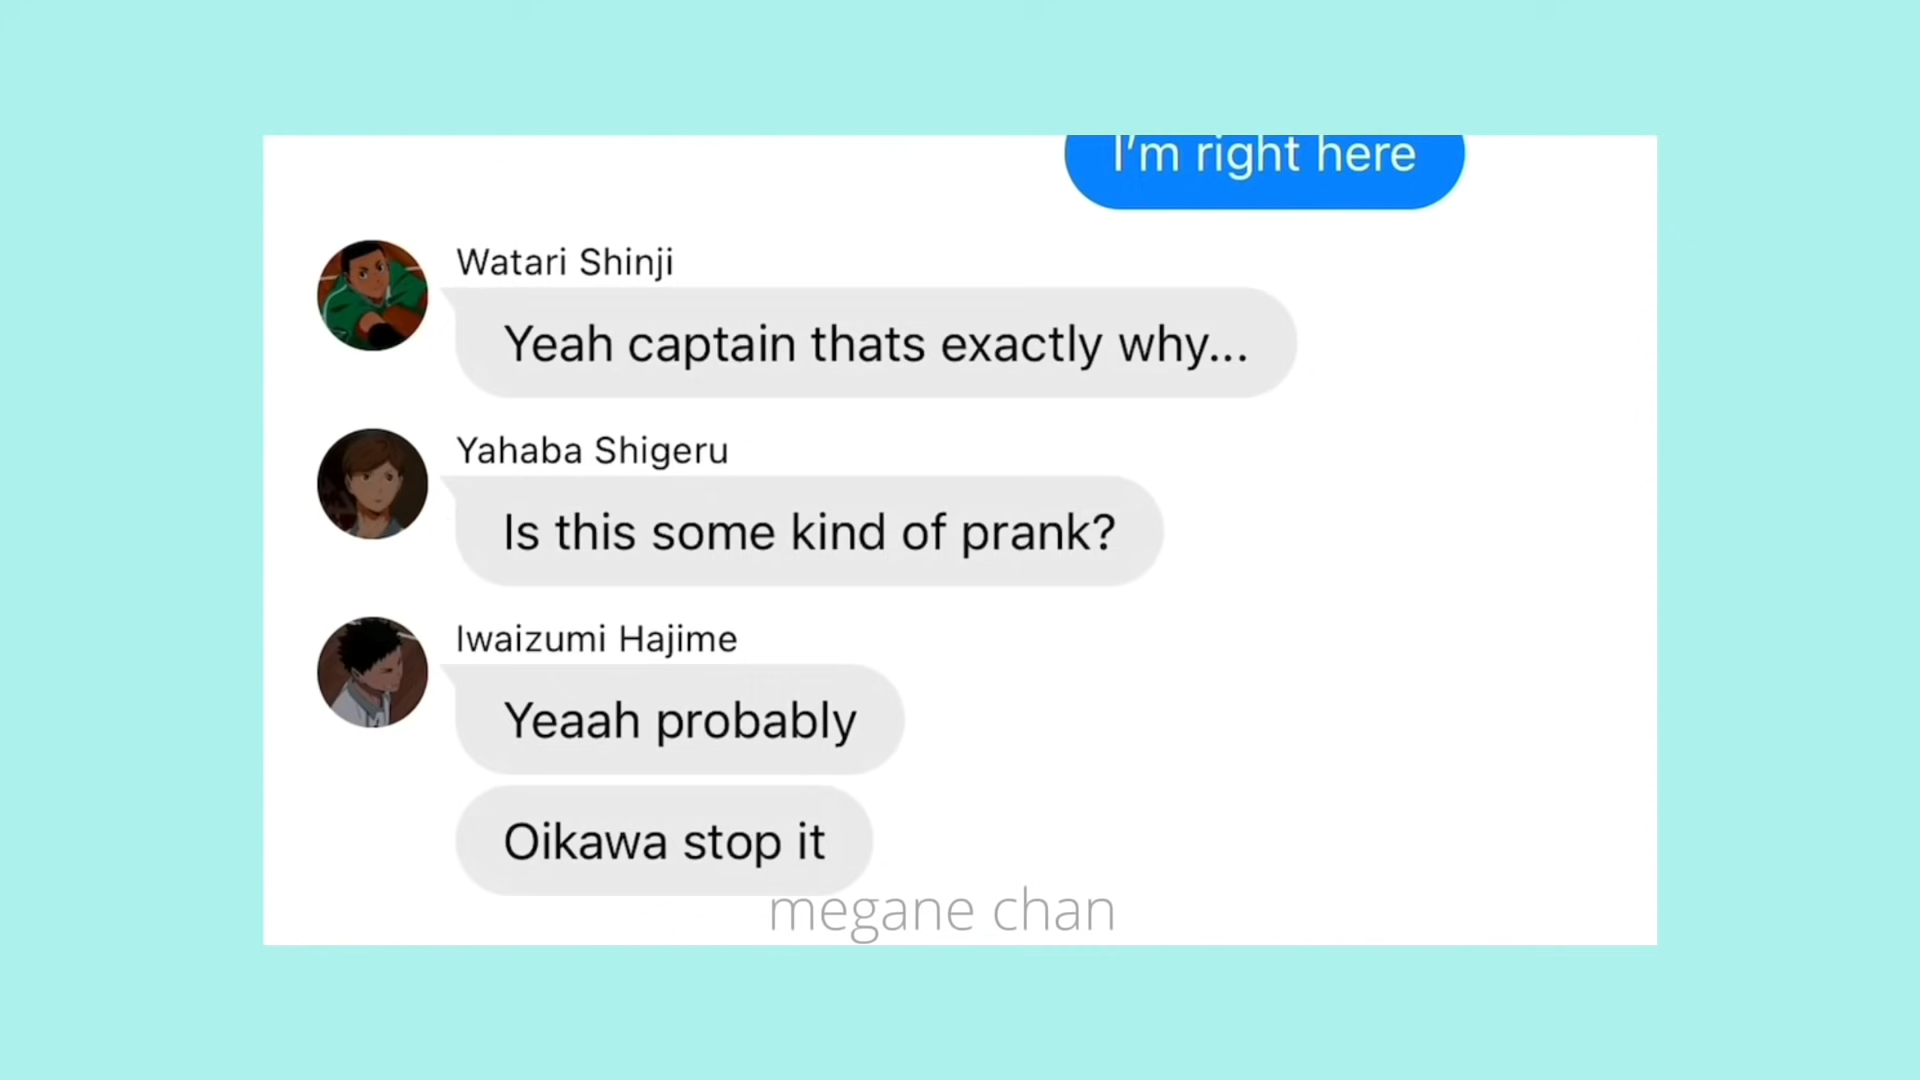 I'm right here
Watari Shinji
Yeah captain thats exactly why...
Yahaba Shigeru
Is this some kind of prank?
Iwaizumi Hajime
Yeaah probably
Oikawa stop it
megane chan